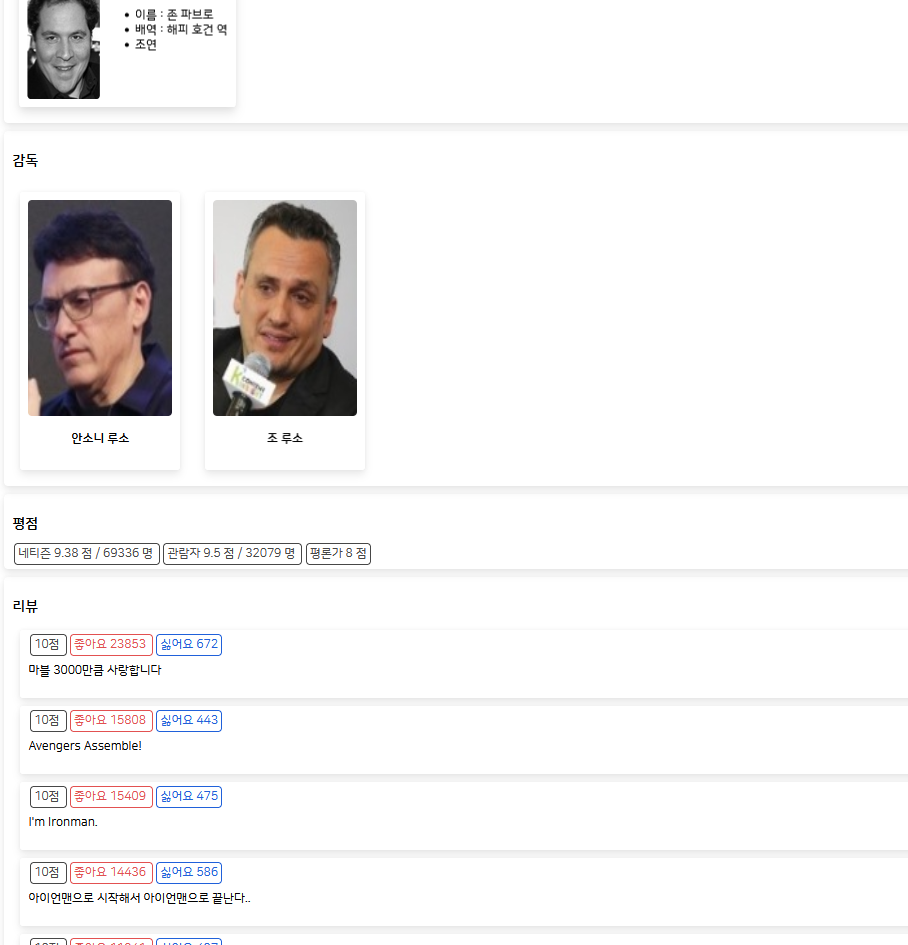 이름 : 존 파브로
배역 : 해피 호건 역
조연
감독
안소니 루소
조 루소
평점
네티즌 9.38 점 / 69336 명 관람자 9.5 점 / 32079 명 평론가 8 점
리뷰
10점 좋아요 23853 싫어요 672
마블 3000만큼 사랑합니다
10점 좋아요 15808 싫어요 443
Avengers Assemble!
10점 좋아요 15409 싫어요 475
I'm Ironman.
10점 좋아요 14436 싫어요 586
아이언맨으로 시작해서 아이언맨으로 끝난다..